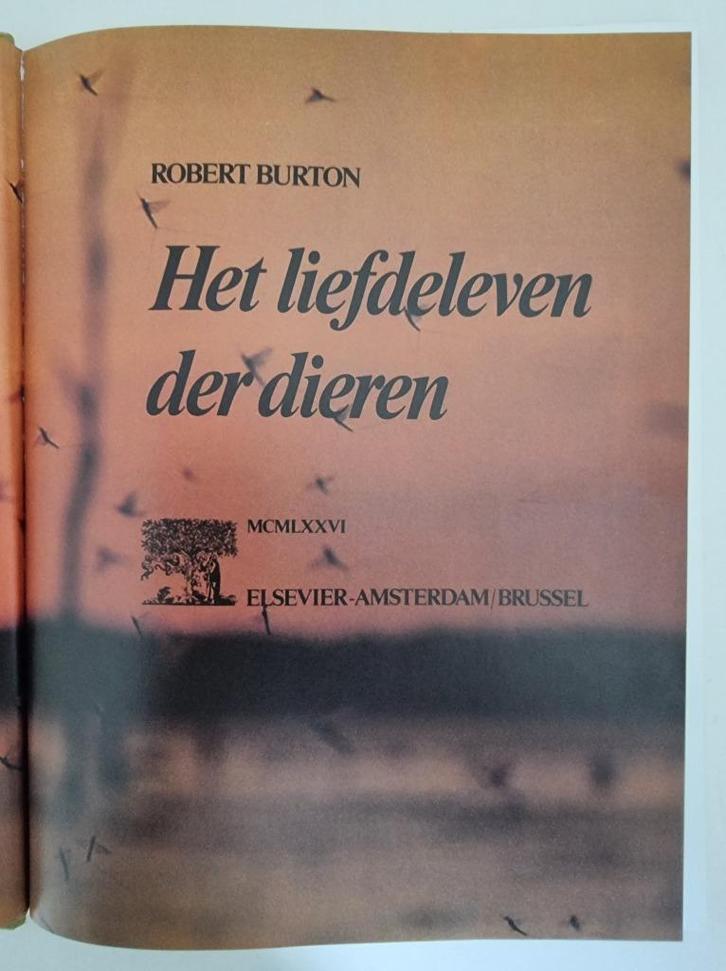 ROBERT BURTON
Het liefdeleven
der dieren
MCMLXXVI
ELSEVIER-AMSTERDAM/BRUSSEL